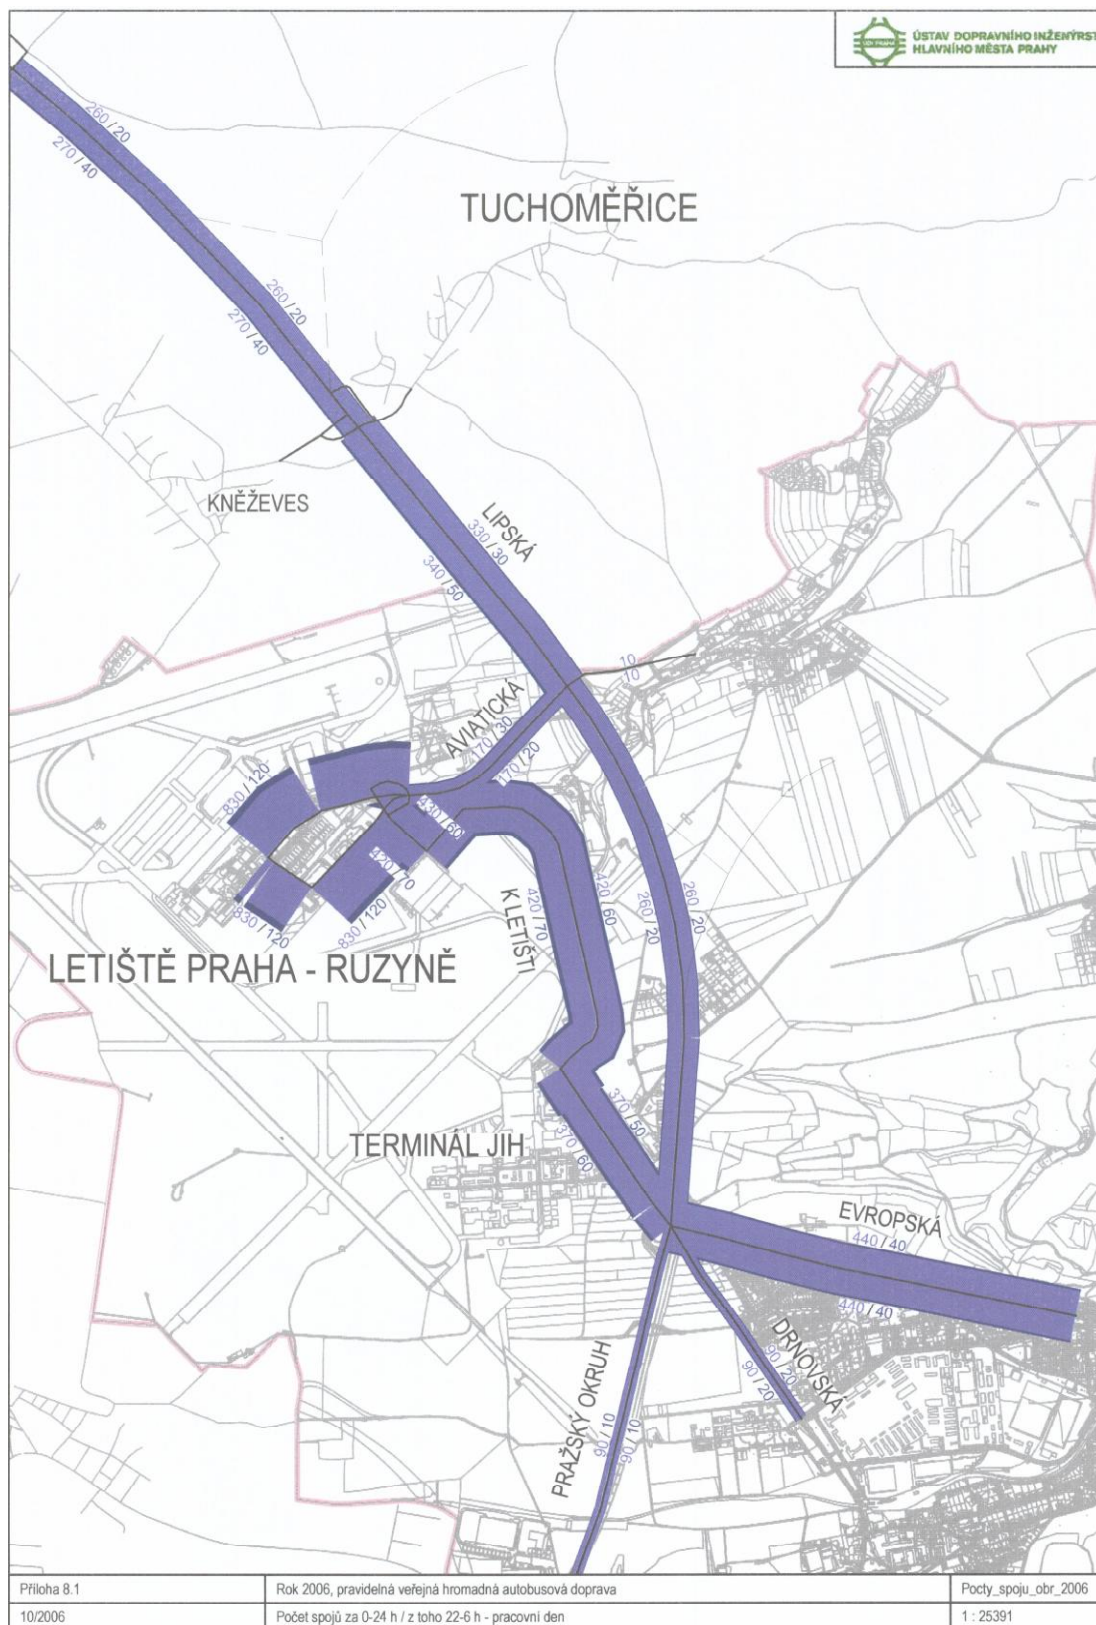 ÚDI PRAHA
ÚSTAV DOPRAVNÍHO INŽENÝRST
HLAVNÍHO MĚSTA PRAHY
260 / 20
270 / 40
TUCHOMĚŘICE
260 / 20
270 / 40
KNĚŽEVES
LIPSKÁ
330 / 30
340 / 50
10
10
AVIATICKÁ
170 / 30
170 / 20
830 / 120
430 / 60
420 / 70
830 / 120
830 / 120
K LETIŠTI
420 / 70
420 / 60
260 / 20
260 / 20
LETIŠTĚ PRAHA - RUZYNĚ
370 / 50
370 / 60
TERMINÁL JIH
EVROPSKÁ
440 / 40
440 / 40
DRNOVSKÁ
90 / 20
90 / 20
PRAŽSKÝ OKRUH
90 / 10
90 / 10
Příloha 8.1
Rok 2006, pravidelná veřejná hromadná autobusová doprava
Pocty_spoju_obr_2006
10/2006
Počet spojů za 0-24 h / z toho 22-6 h - pracovní den
1 : 25391